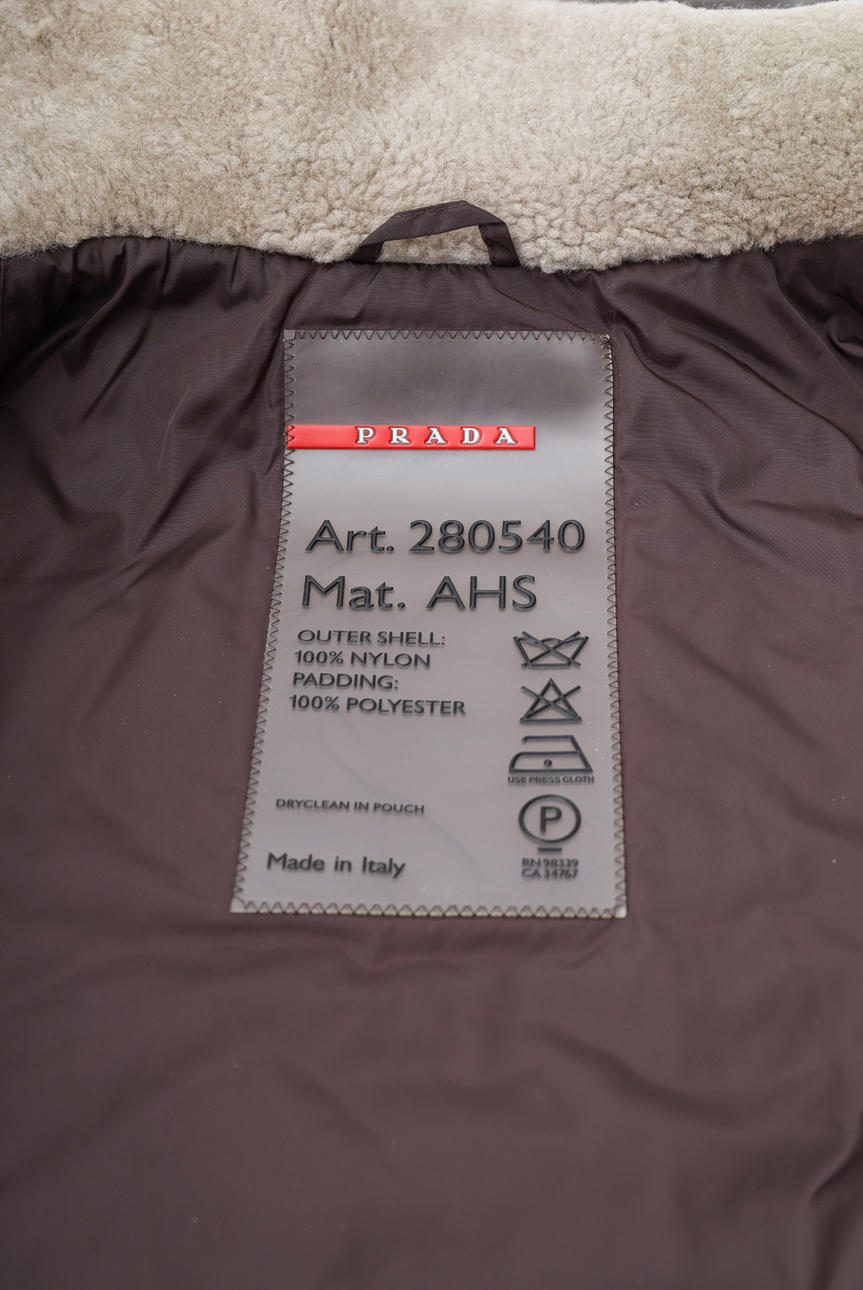 PRADA
Art. 280540
Mat. AHS
OUTER SHELL:
100% NYLON
PADDING:
100% POLYESTER
USE PRESS CLOTH
DRYCLEAN IN POUCH
P
Made in Italy
RN 98339
CA 34767